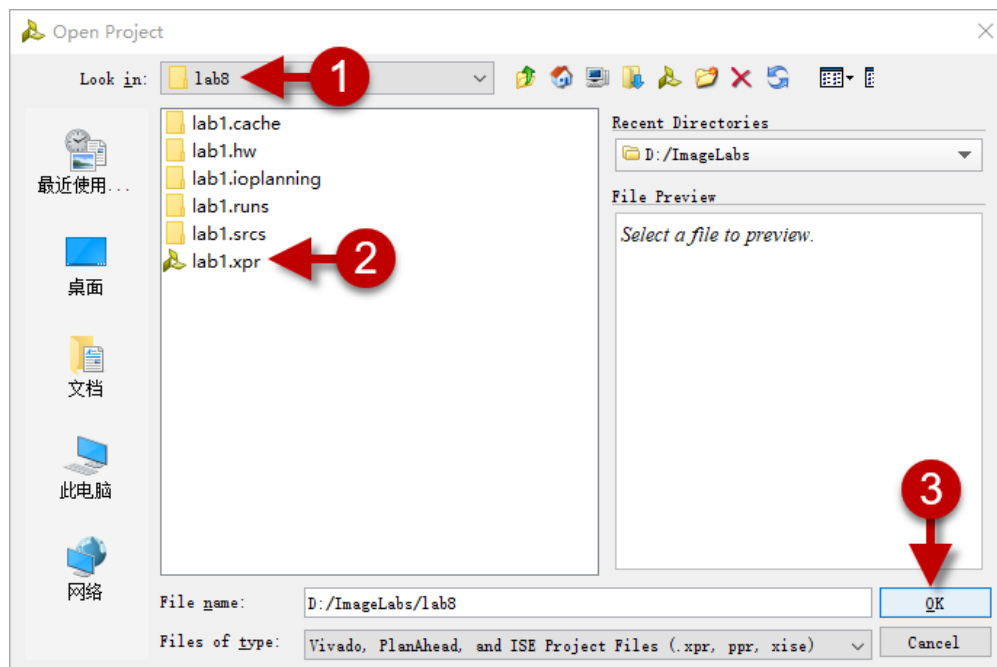 Open Project
Look in:
lab8
1
最近使用...
桌面
文档
此电脑
网络
lab1.cache
lab1.hw
lab1.ioplanning
lab1.runs
lab1.srcs
lab1.xpr
2
Recent Directories
D:/ImageLabs
File Preview
Select a file to preview.
3
File name:
D:/ImageLabs/lab8
OK
Files of type:
Vivado, PlanAhead, and ISE Project Files (.xpr, ppr, xise)
Cancel